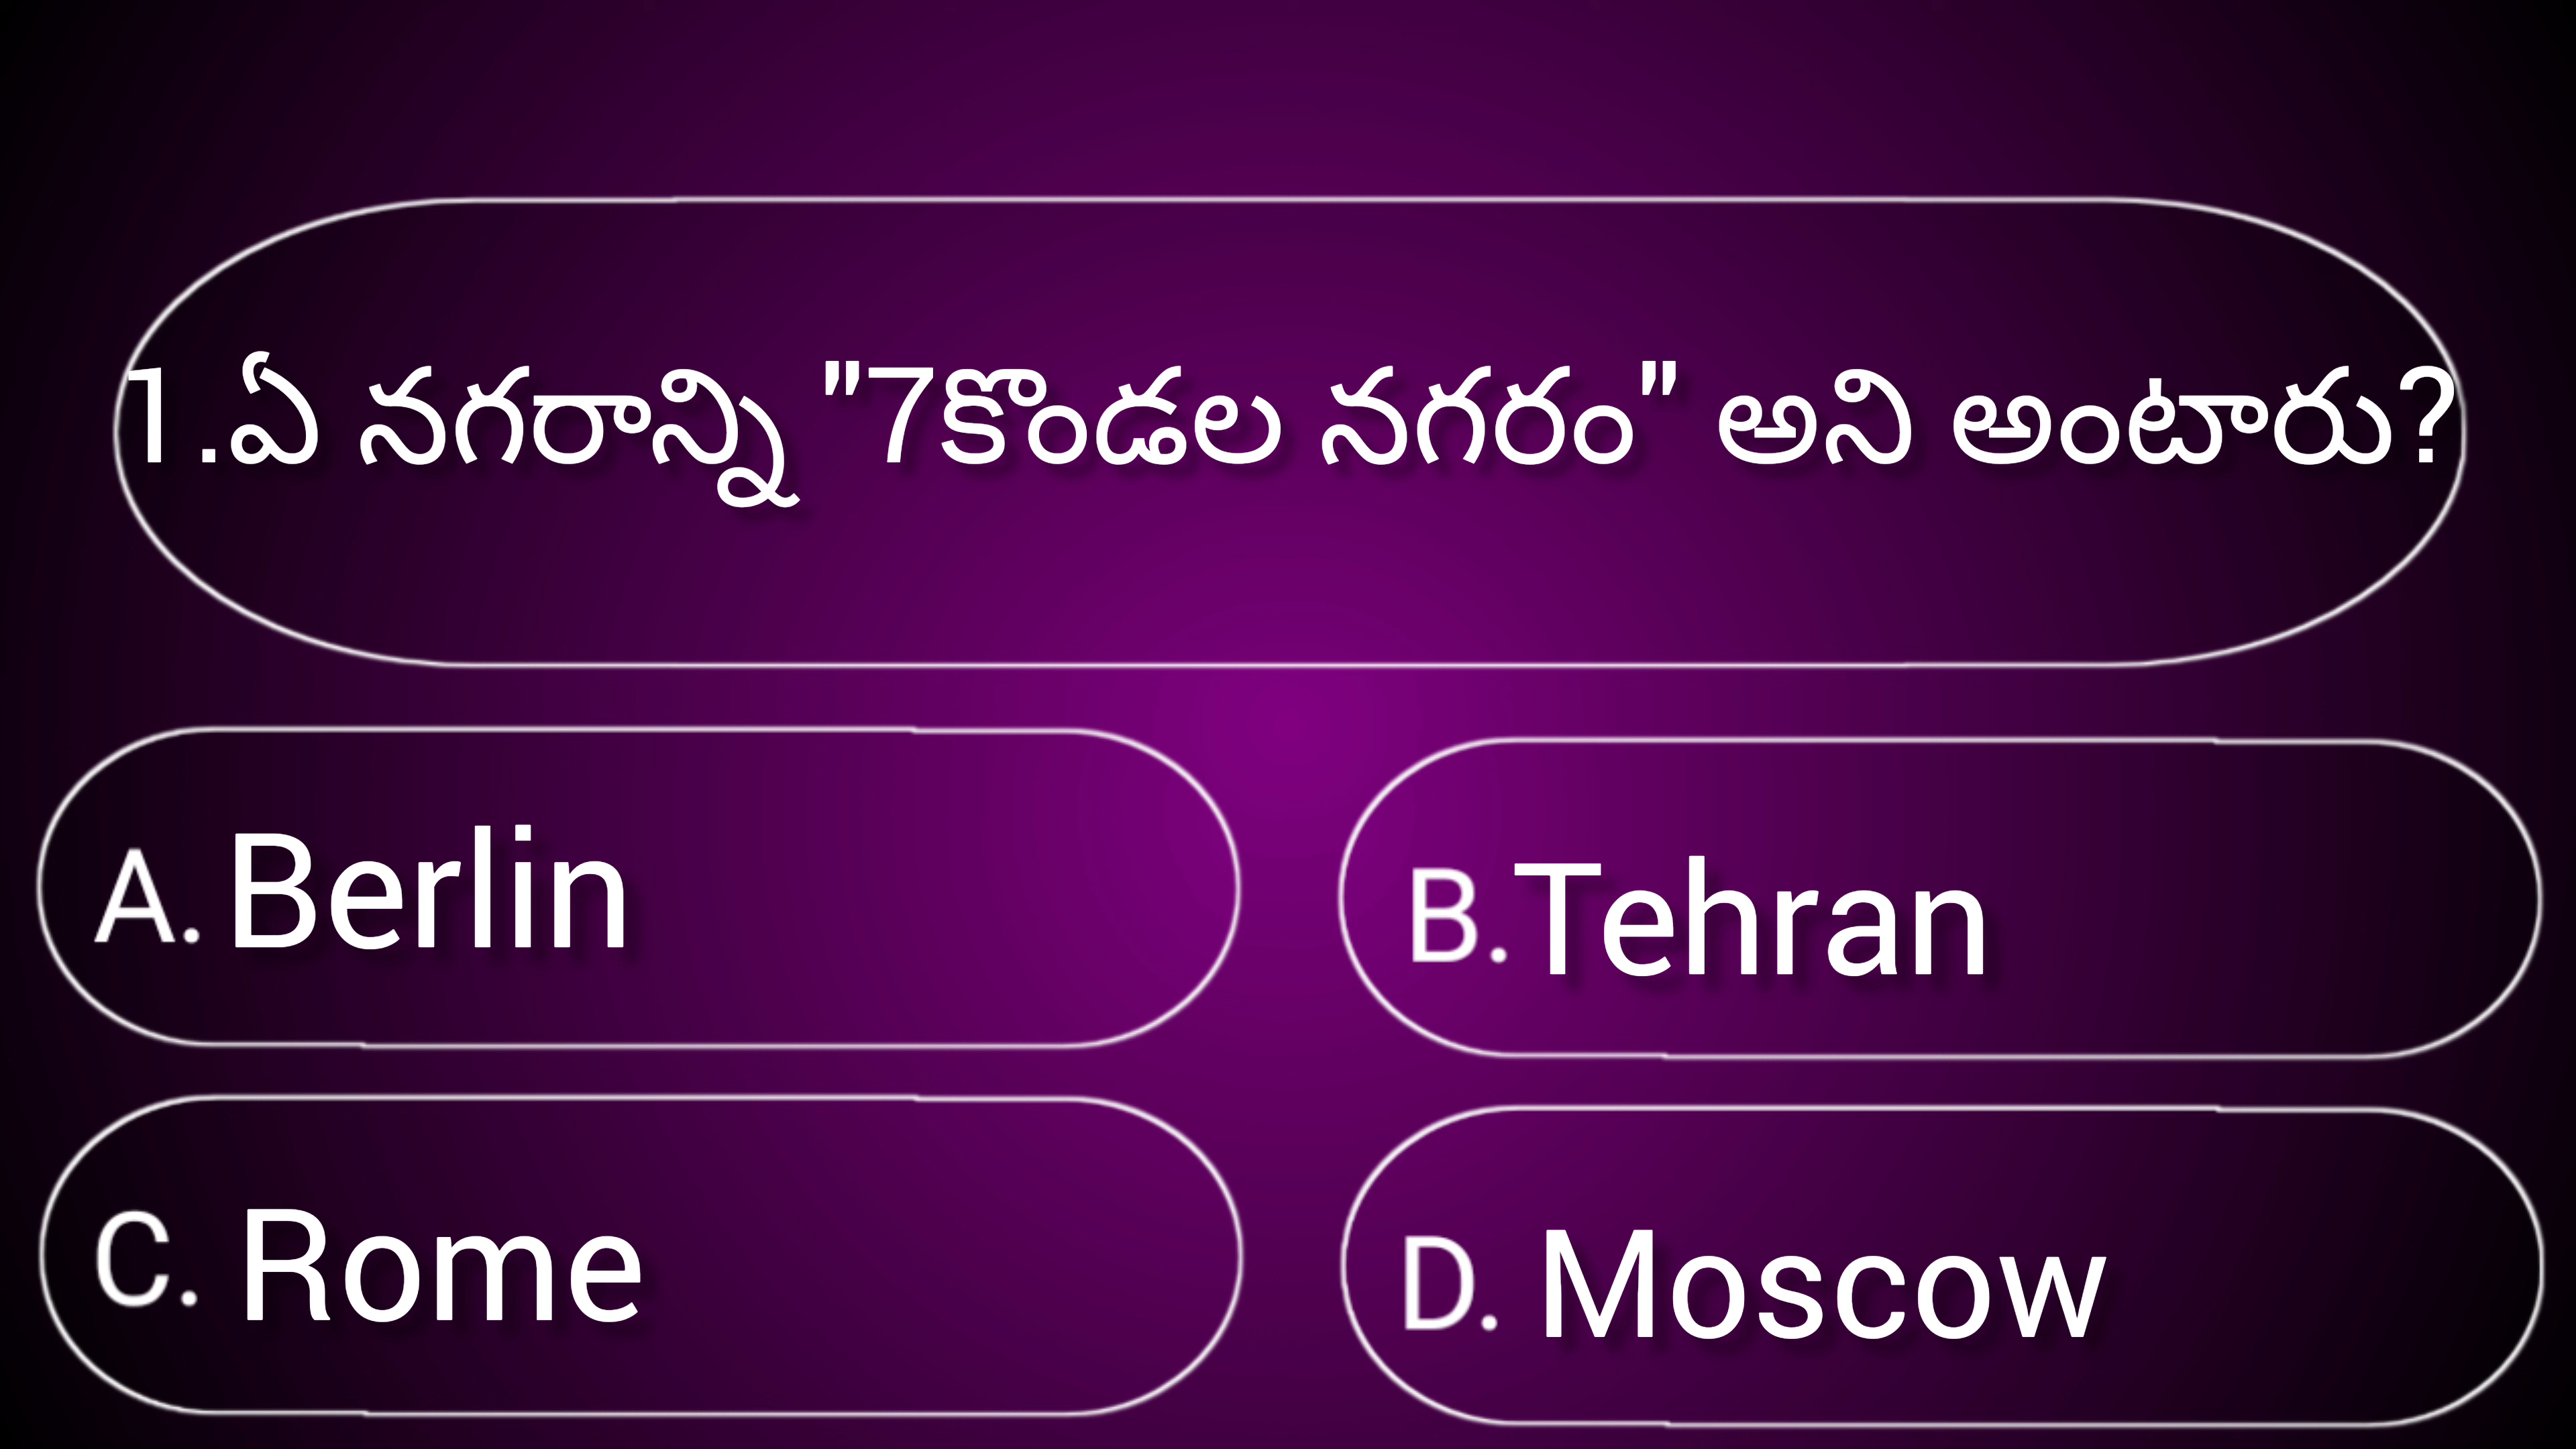 1.ఏ నగరాన్ని "7కొండల నగరం" అని అంటారు?
A. Berlin
B.Tehran
C. Rome
D. Moscow